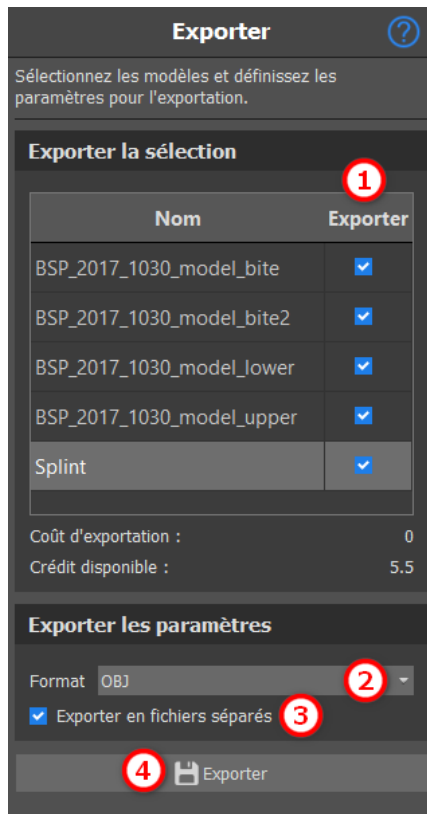 Exporter ?
Sélectionnez les modèles et définissez les
paramètres pour l'exportation.
Exporter la sélection
1
Nom Exporter
BSP_2017_1030_model_bite
BSP_2017_1030_model_bite2
BSP_2017_1030_model_lower
BSP_2017_1030_model_upper
Splint
Coût d'exportation : 0
Crédit disponible : 5.5
Exporter les paramètres
Format OBJ 2
Exporter en fichiers séparés 3
4 Exporter